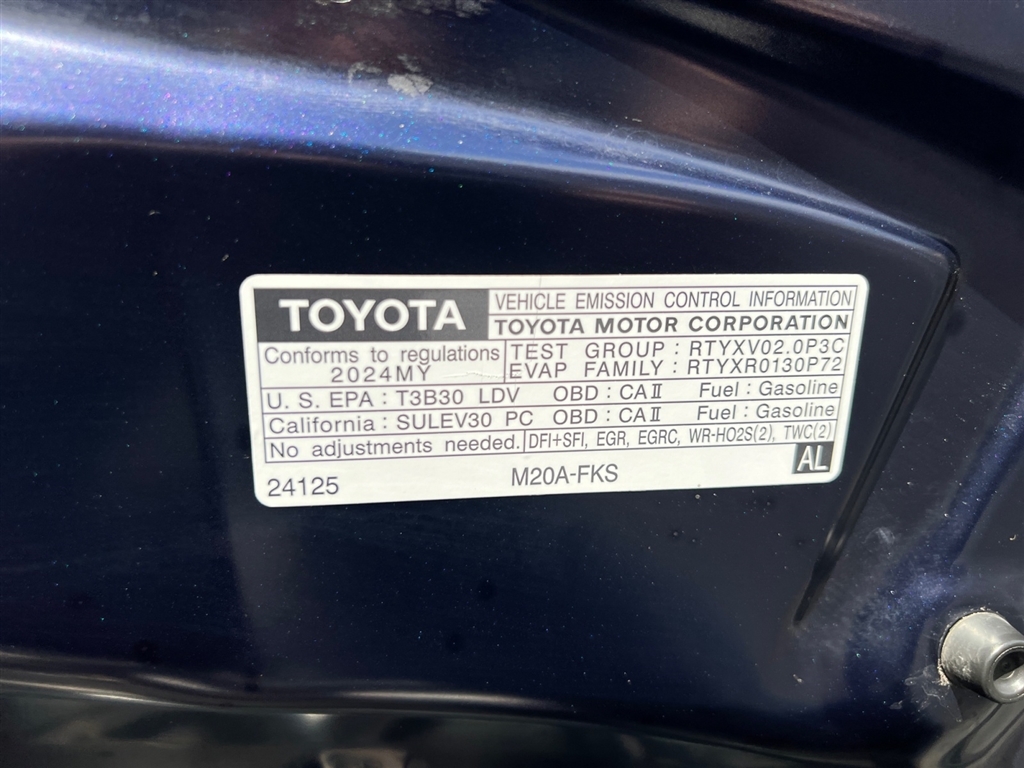 TOYOTA
VEHICLE EMISSION CONTROL INFORMATION
TOYOTA MOTOR CORPORATION
Conforms to regulations
2024MY
TEST GROUP : RTYXV02.0P3C
EVAP FAMILY : RTYXR0130P72
U. S. EPA : T3B30 LDV OBD : CAⅡ Fuel : Gasoline
California : SULEV30 PC OBD : CAⅡ Fuel : Gasoline
No adjustments needed. DFI+SFI, EGR, EGRC, WR-HO2S(2), TWC(2)
AL
24125 M20A-FKS